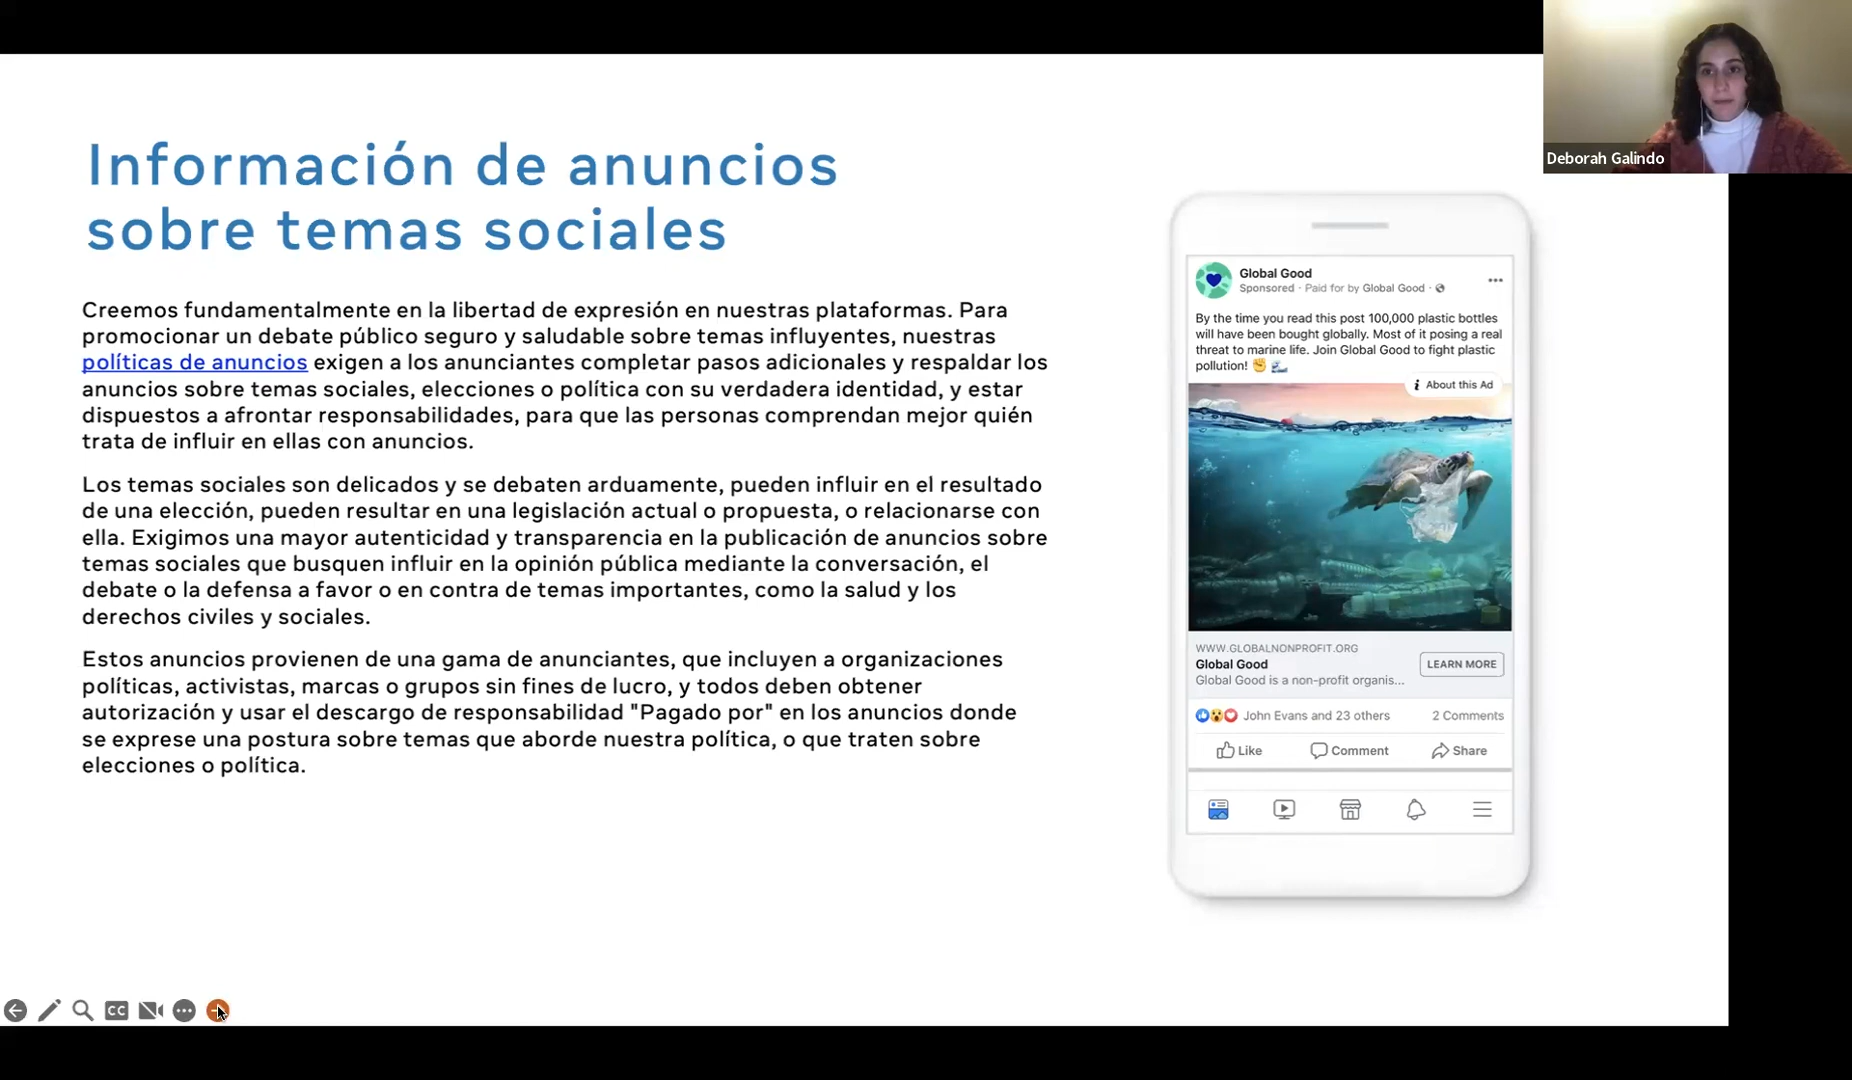 Deborah Galindo
Información de anuncios
sobre temas sociales
Creemos fundamentalmente en la libertad de expresión en nuestras plataformas. Para
promocionar un debate público seguro y saludable sobre temas influyentes, nuestras
políticas de anuncios exigen a los anunciantes completar pasos adicionales y respaldar los
anuncios sobre temas sociales, elecciones o política con su verdadera identidad, y estar
dispuestos a afrontar responsabilidades, para que las personas comprendan mejor quién
trata de influir en ellas con anuncios.
Los temas sociales son delicados y se debaten arduamente, pueden influir en el resultado
de una elección, pueden resultar en una legislación actual o propuesta, o relacionarse con
ella. Exigimos una mayor autenticidad y transparencia en la publicación de anuncios sobre
temas sociales que busquen influir en la opinión pública mediante la conversación, el
debate o la defensa a favor o en contra de temas importantes, como la salud y los
derechos civiles y sociales.
Estos anuncios provienen de una gama de anunciantes, que incluyen a organizaciones
políticas, activistas, marcas o grupos sin fines de lucro, y todos deben obtener
autorización y usar el descargo de responsabilidad "Pagado por" en los anuncios donde
se exprese una postura sobre temas que aborde nuestra política, o que traten sobre
elecciones o política.
Global Good
Sponsored · Paid for by Global Good ·
By the time you read this post 100,000 plastic bottles
will have been bought globally. Most of it posing a real
threat to marine life. Join Global Good to fight plastic
pollution! ✊ 🌊
i About this Ad
WWW.GLOBALNONPROFIT.ORG
Global Good
Global Good is a non-profit organis...
LEARN MORE
John Evans and 23 others 2 Comments
Like Comment Share
CC